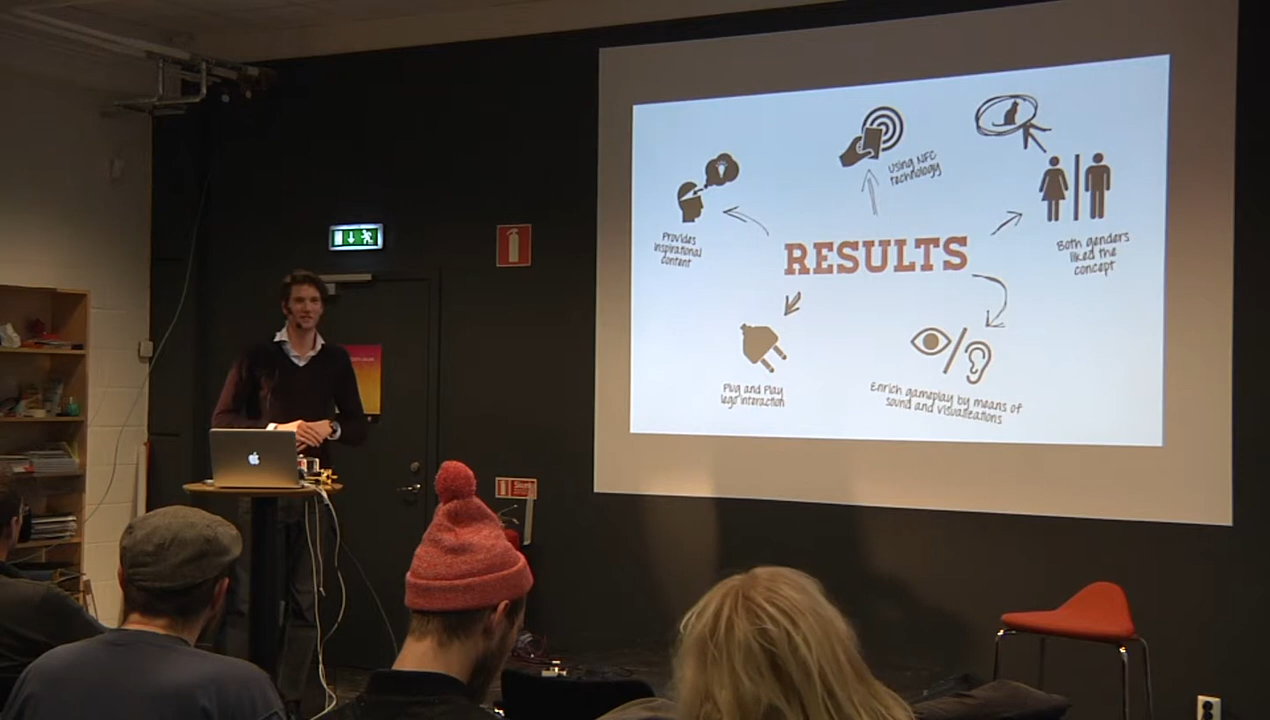 Using NFC
technology
Provides
inspirational
content
RESULTS
Both genders
liked the
concept
Plug and Play
lego interaction
Enrich gameplay by means of
sound and visualisations